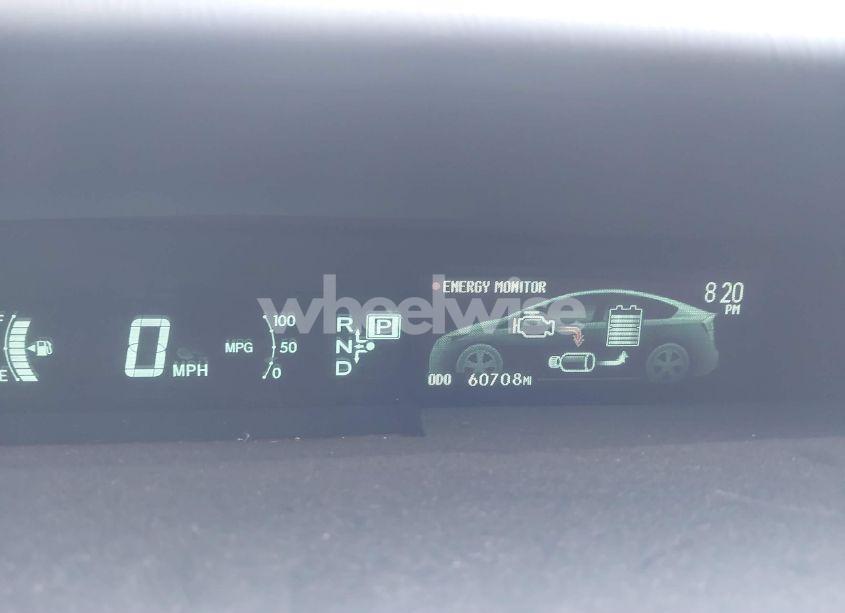 wheelwise
ENERGY MONITOR
8:20
PM
F
E
0
MPH
MPG
100
50
0
R
N
D
P
ODO 60708MI